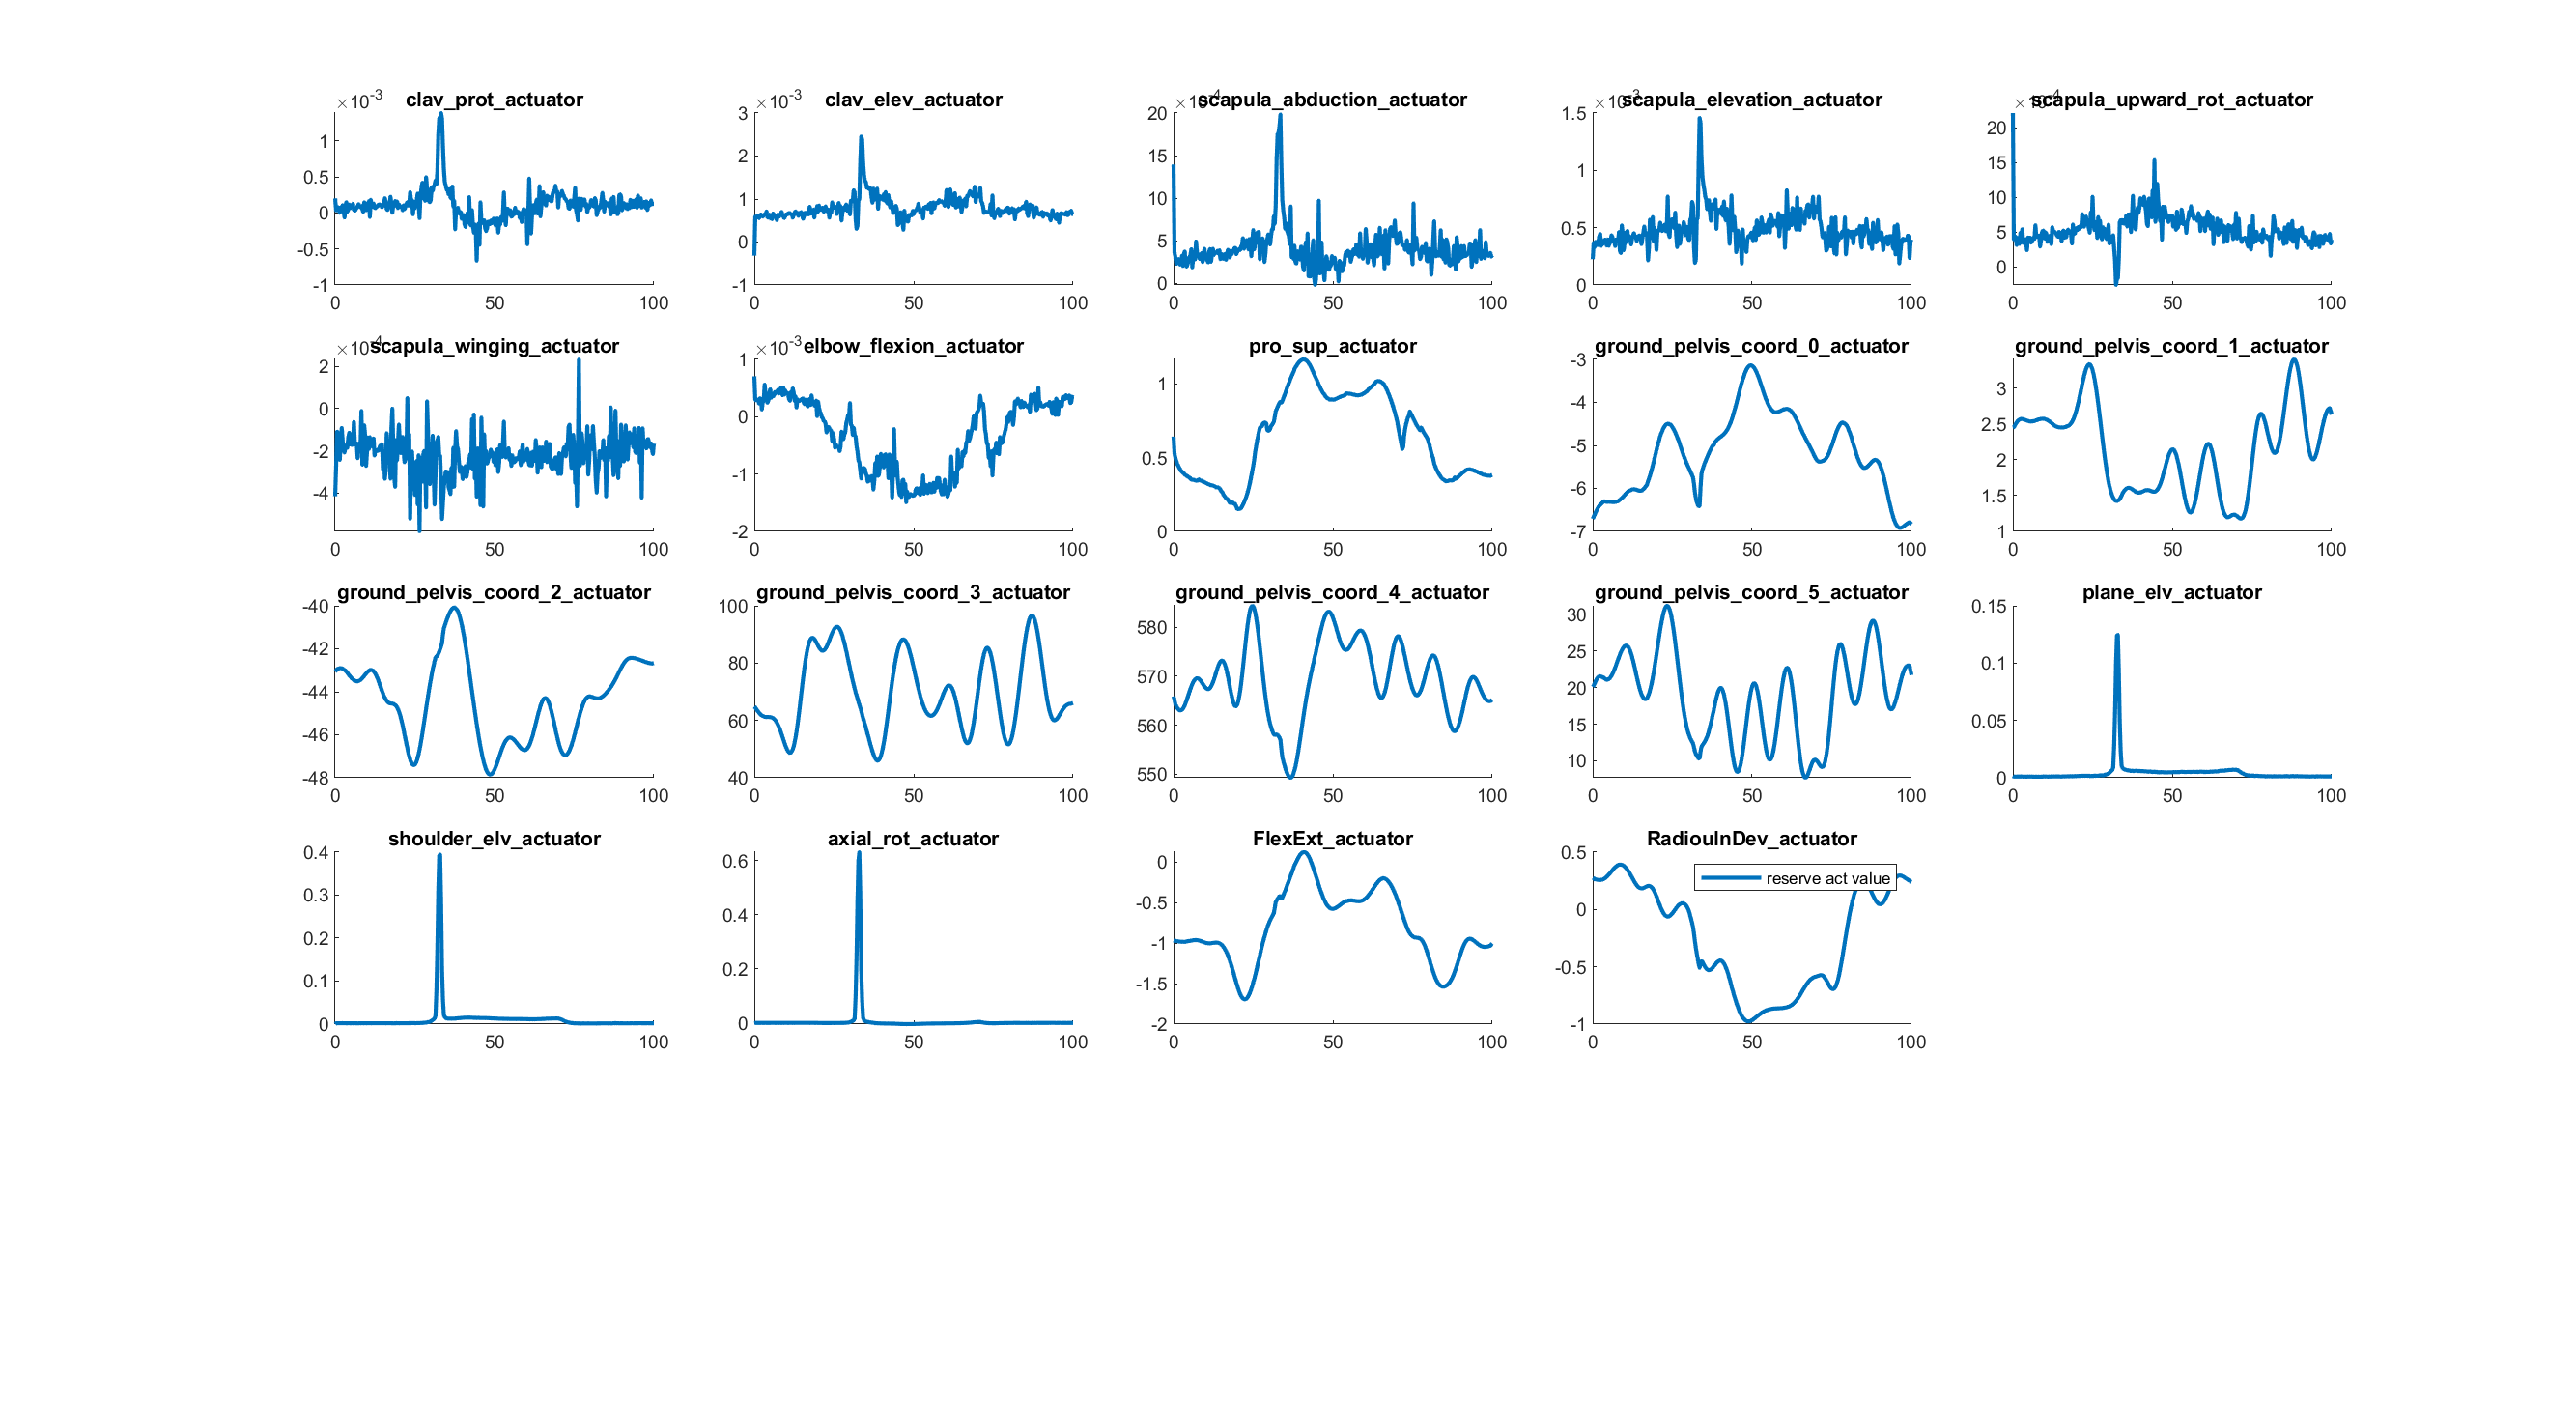 ×10-3 clav_prot_actuator
1
0.5
0
-0.5
-1
0 50 100
×10-3 clav_elev_actuator
3
2
1
0
-1
0 50 100
×10-4 scapula_abduction_actuator
20
15
10
5
0
0 50 100
×10-3 scapula_elevation_actuator
1.5
1
0.5
0
0 50 100
×10-4 scapula_upward_rot_actuator
20
15
10
5
0
0 50 100
×10-4 scapula_winging_actuator
2
0
-2
-4
0 50 100
×10-3 elbow_flexion_actuator
1
0
-1
-2
0 50 100
pro_sup_actuator
1
0.5
0
0 50 100
ground_pelvis_coord_0_actuator
-3
-4
-5
-6
-7
0 50 100
ground_pelvis_coord_1_actuator
3
2.5
2
1.5
1
0 50 100
ground_pelvis_coord_2_actuator
-40
-42
-44
-46
-48
0 50 100
ground_pelvis_coord_3_actuator
100
80
60
40
0 50 100
ground_pelvis_coord_4_actuator
580
570
560
550
0 50 100
ground_pelvis_coord_5_actuator
30
25
20
15
10
0 50 100
plane_elv_actuator
0.15
0.1
0.05
0
0 50 100
shoulder_elv_actuator
0.4
0.3
0.2
0.1
0
0 50 100
axial_rot_actuator
0.6
0.4
0.2
0
0 50 100
FlexExt_actuator
0
-0.5
-1
-1.5
-2
0 50 100
RadioulnDev_actuator
reserve act value
0.5
0
-0.5
-1
0 50 100